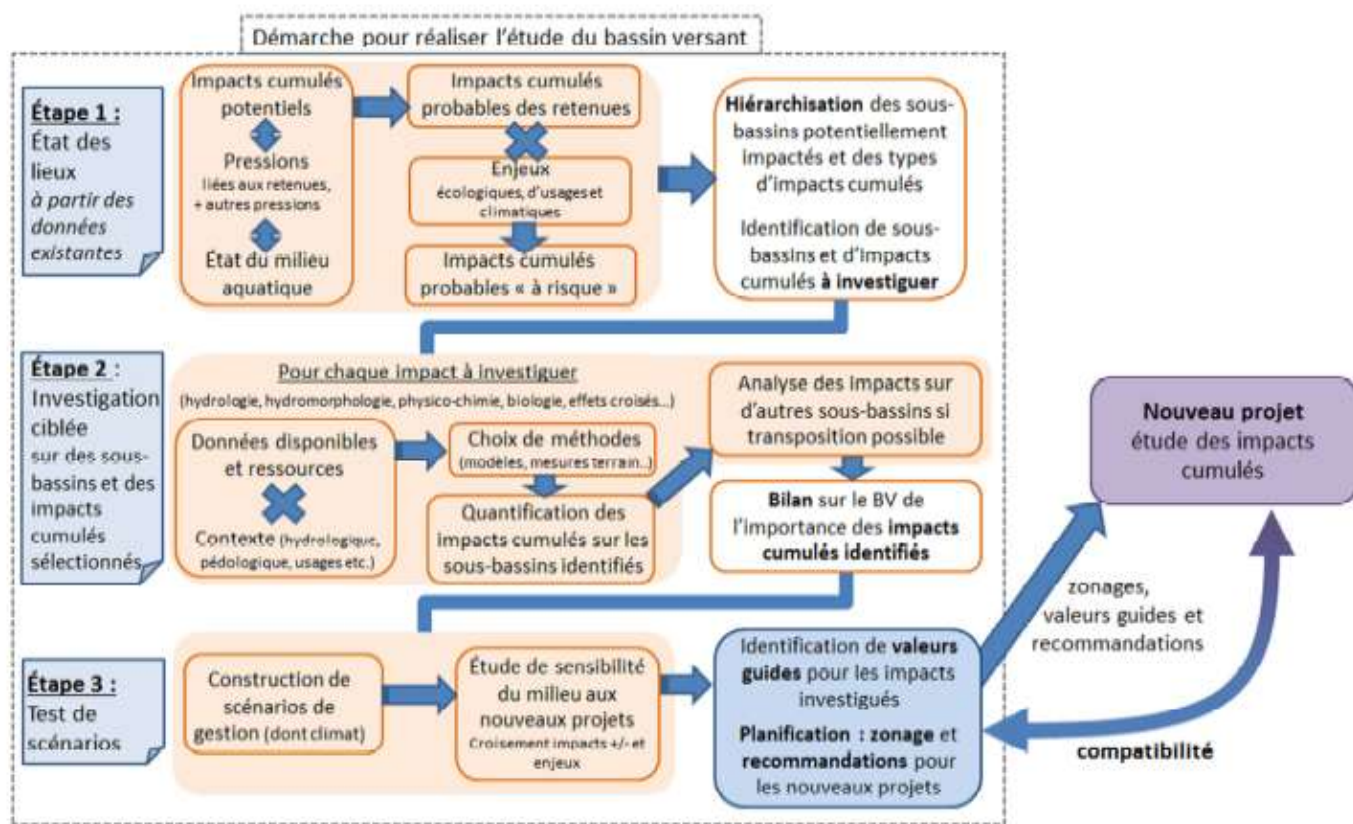 Démarche pour réaliser l'étude du bassin versant
Étape 1 :
État des
lieux
à partir des
données
existantes
Impacts cumulés
potentiels
Pressions
liées aux retenues,
+ autres pressions
État du milieu
aquatique
Impacts cumulés
probables des retenues
Enjeux
écologiques, d'usages et
climatiques
Impacts cumulés
probables « à risque »
Hiérarchisation des sous-
bassins potentiellement
impactés et des types
d'impacts cumulés
Identification de sous-
bassins et d'impacts
cumulés à investiguer
Étape 2 :
Investigation
ciblée
sur des sous-
bassins et des
impacts
cumulés
sélectionnés
Pour chaque impact à investiguer
(hydrologie, hydromorphologie, physico-chimie, biologie, effets croisés...)
Données disponibles
et ressources
Contexte (hydrologique,
pédologique, usages etc.)
Choix de méthodes
(modèles, mesures terrain..)
Quantification des
impacts cumulés sur les
sous-bassins identifiés
Analyse des impacts sur
d'autres sous-bassins si
transposition possible
Bilan sur le BV de
l'importance des impacts
cumulés identifiés
Étape 3 :
Test de
scénarios
Construction de
scénarios de
gestion (dont climat)
Étude de sensibilité
du milieu aux
nouveaux projets
Croisement impacts +/- et
enjeux
Identification de valeurs
guides pour les impacts
investigués
Planification : zonage et
recommandations pour
les nouveaux projets
Nouveau projet
étude des impacts
cumulés
zonages,
valeurs guides et
recommandations
compatibilité